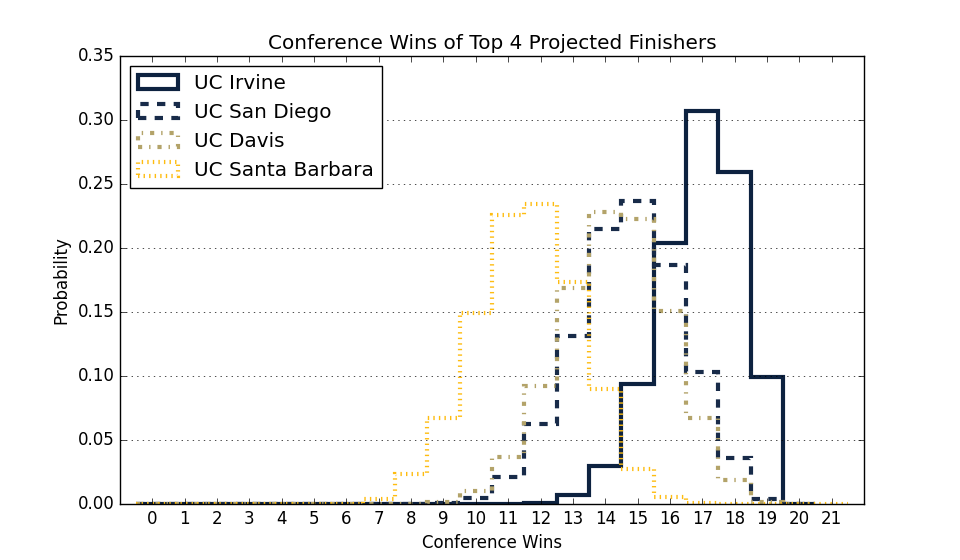 Conference Wins of Top 4 Projected Finishers
0.35
0.30
0.25
0.20
0.15
0.10
0.05
0.00
Probability
UC Irvine
UC San Diego
UC Davis
UC Santa Barbara
0 1 2 3 4 5 6 7 8 9 10 11 12 13 14 15 16 17 18 19 20 21
Conference Wins